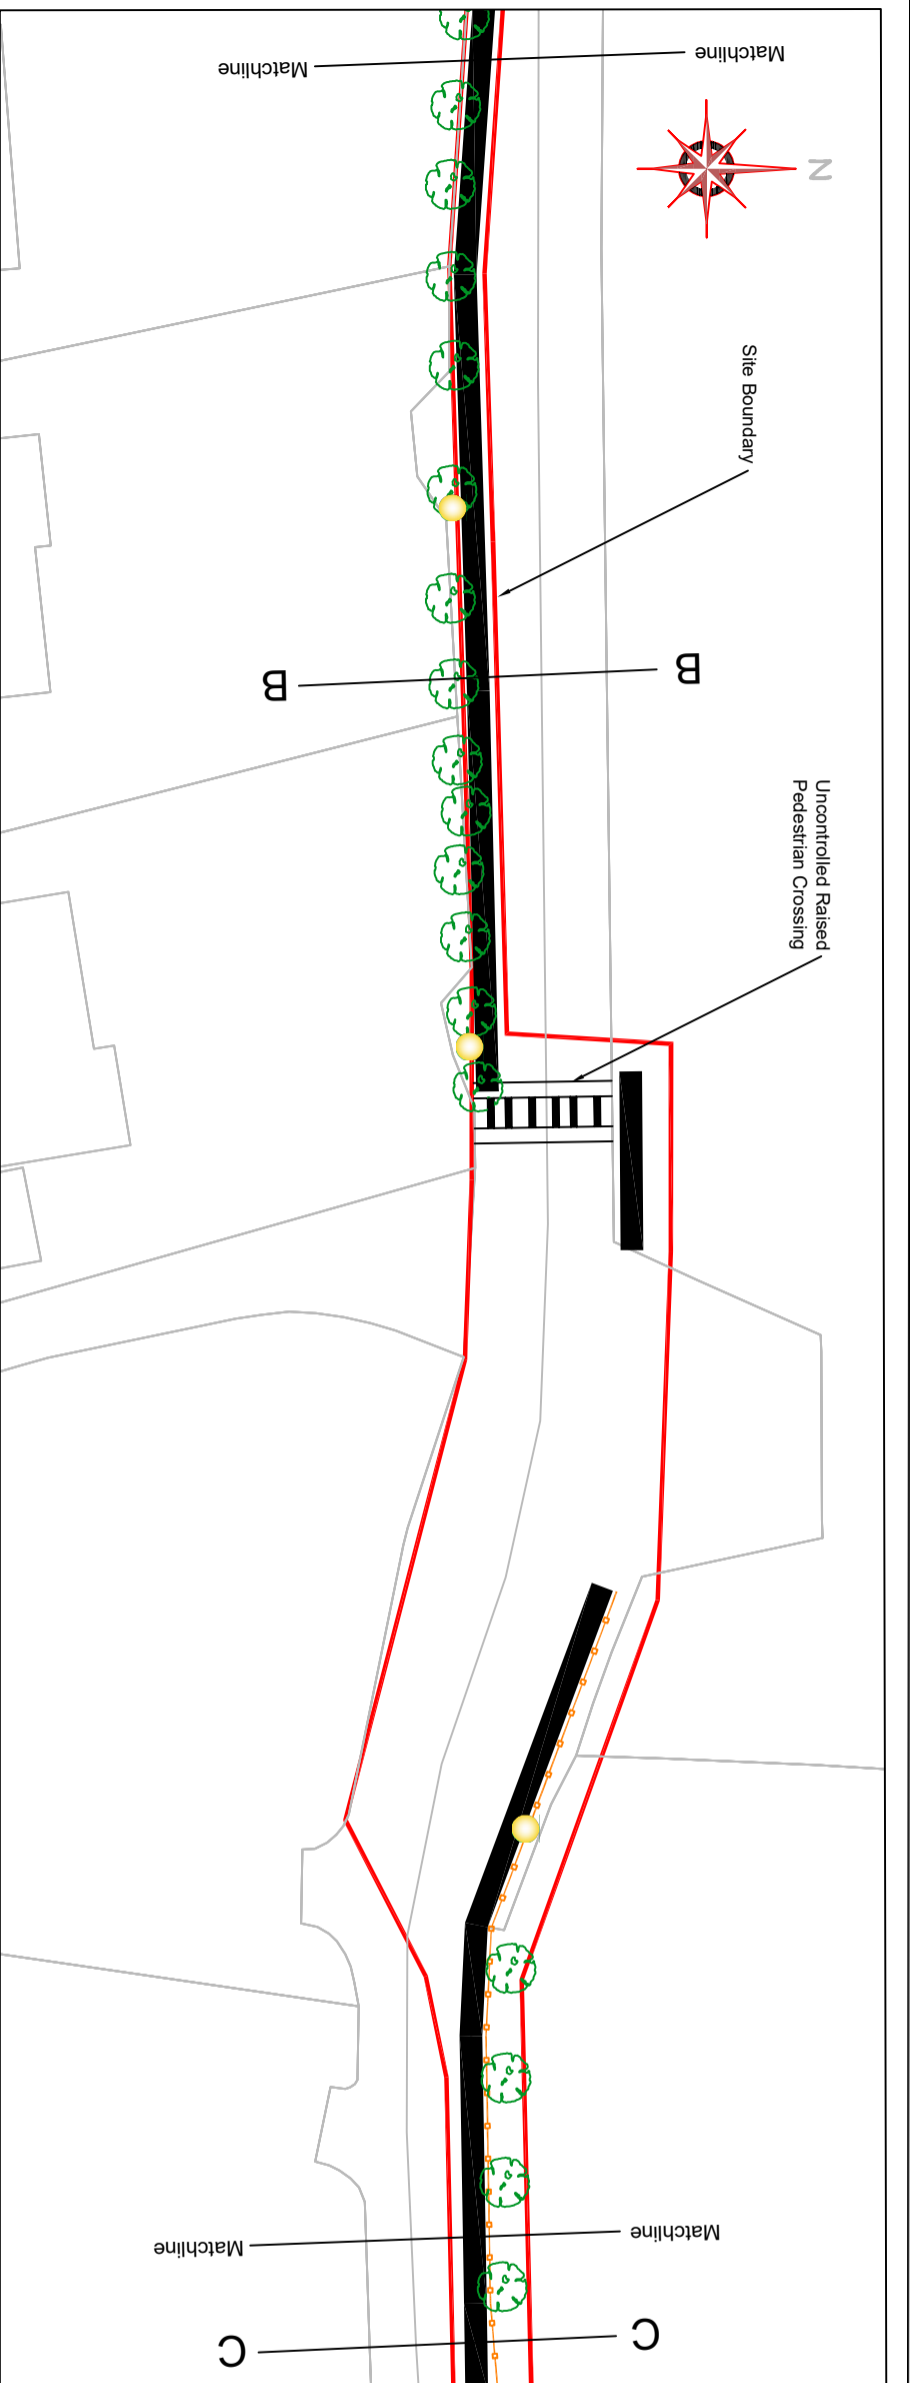 Matchline
Matchline
N
Site Boundary
B
B
Uncontrolled Raised
Pedestrian Crossing
Matchline
Matchline
C
C